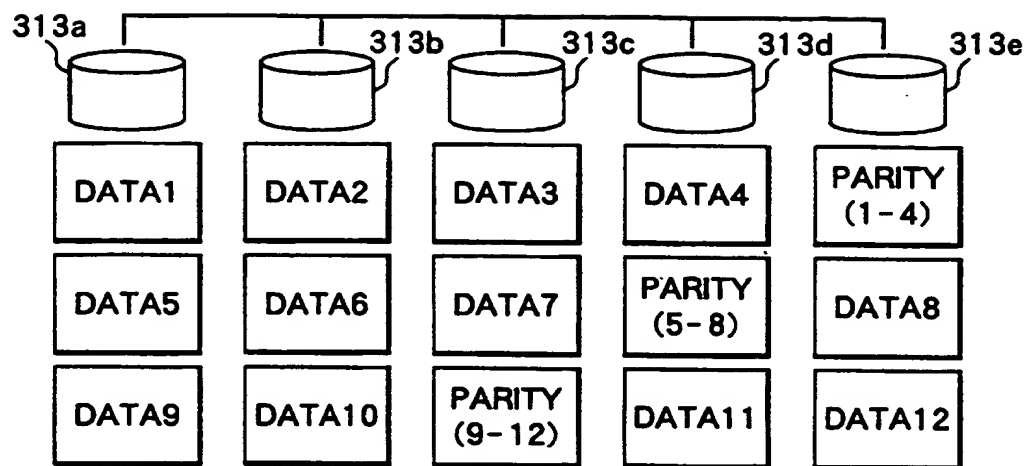 313a
313b
313c
313d
313e
DATA1
DATA2
DATA3
DATA4
PARITY
(1-4)
DATA5
DATA6
DATA7
PARITY
(5-8)
DATA8
DATA9
DATA10
PARITY
(9-12)
DATA11
DATA12